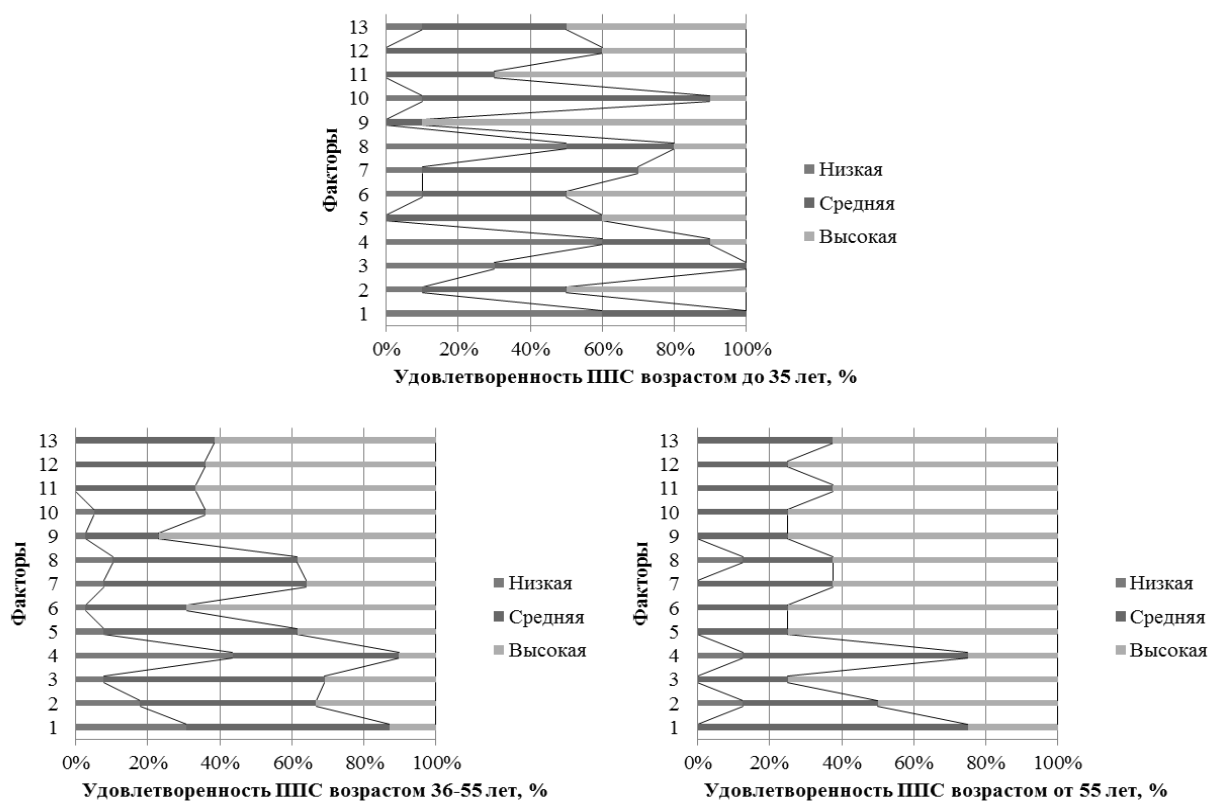 13
12
11
10
9
8
7
6
5
4
3
2
1
Факторы
0% 20% 40% 60% 80% 100%
Удовлетворенность ППС возрастом до 35 лет, %
Низкая
Средняя
Высокая
13
12
11
10
9
8
7
6
5
4
3
2
1
Факторы
0% 20% 40% 60% 80% 100%
Удовлетворенность ППС возрастом 36-55 лет, %
Низкая
Средняя
Высокая
13
12
11
10
9
8
7
6
5
4
3
2
1
Факторы
0% 20% 40% 60% 80% 100%
Удовлетворенность ППС возрастом от 55 лет, %
Низкая
Средняя
Высокая